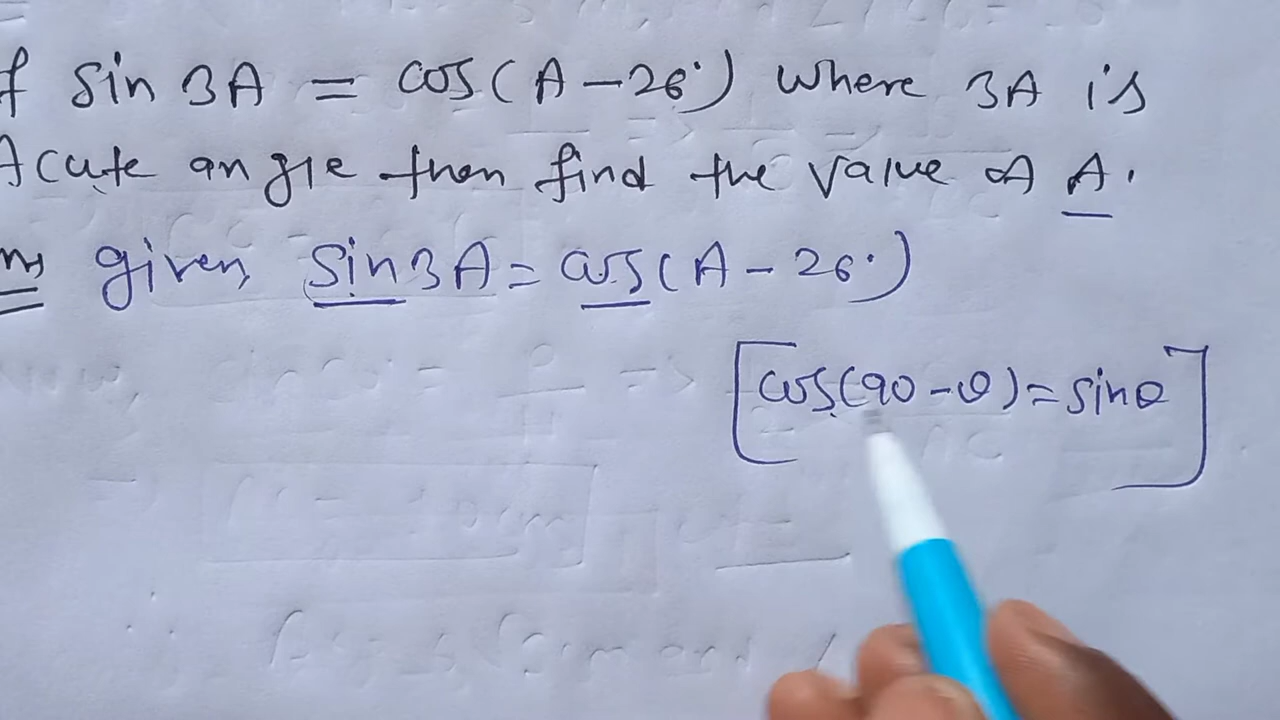 f sin 3A = cos(A-26°) where 3A is
Acute angle then find the value of A.
given, sin3A = cos(A-26°)
[cos(90-θ)=sinθ]